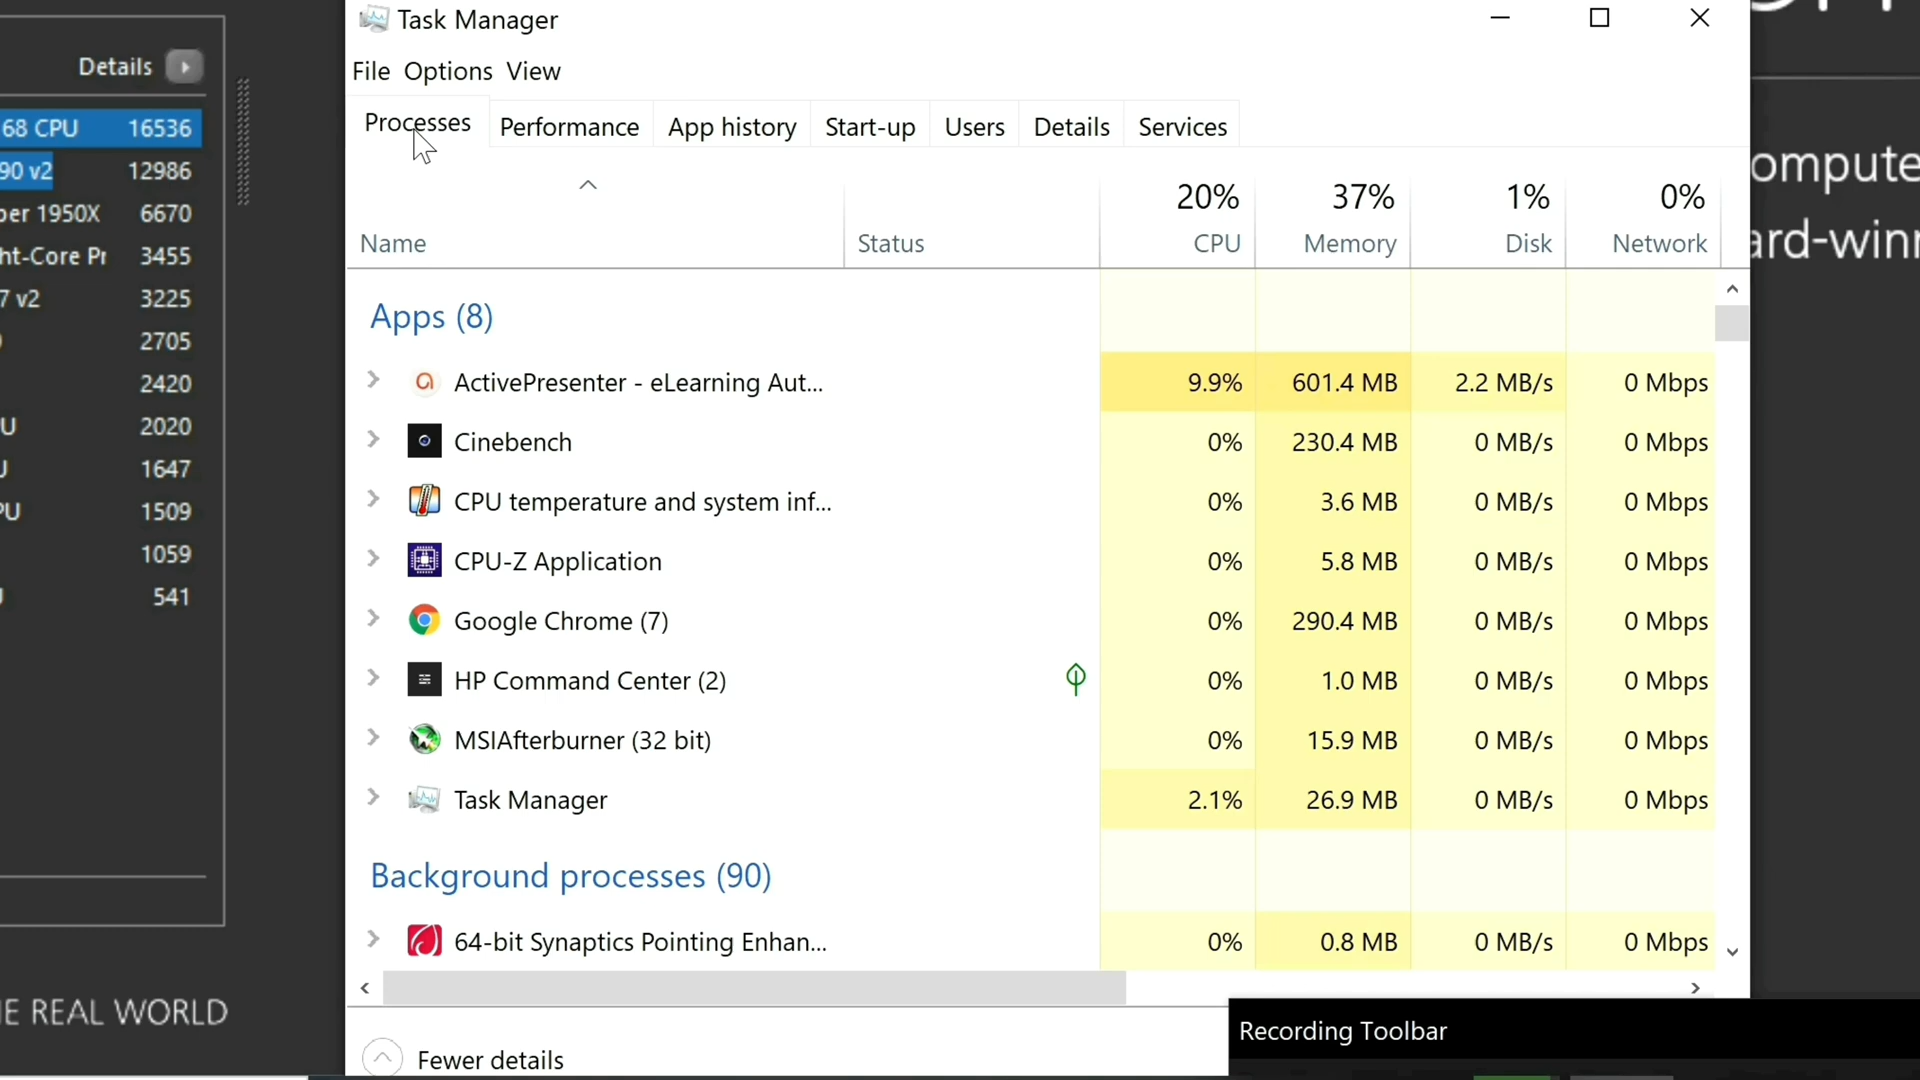 Task Manager
File Options View
Processes Performance App history Start-up Users Details Services
20% 37% 1% 0%
Name Status CPU Memory Disk Network
Apps (8)
ActivePresenter - eLearning Aut... 9.9% 601.4 MB 2.2 MB/s 0 Mbps
Cinebench 0% 230.4 MB 0 MB/s 0 Mbps
CPU temperature and system inf... 0% 3.6 MB 0 MB/s 0 Mbps
CPU-Z Application 0% 5.8 MB 0 MB/s 0 Mbps
Google Chrome (7) 0% 290.4 MB 0 MB/s 0 Mbps
HP Command Center (2) 0% 1.0 MB 0 MB/s 0 Mbps
MSIAfterburner (32 bit) 0% 15.9 MB 0 MB/s 0 Mbps
Task Manager 2.1% 26.9 MB 0 MB/s 0 Mbps
Background processes (90)
64-bit Synaptics Pointing Enhan... 0% 0.8 MB 0 MB/s 0 Mbps
Fewer details
Recording Toolbar
Details
68 CPU 16536
90 v2 12986
per 1950X 6670
ht-Core Pr 3455
7 v2 3225
2705
2420
U 2020
1647
PU 1509
1059
541
E REAL WORLD
ompute
ard-winn